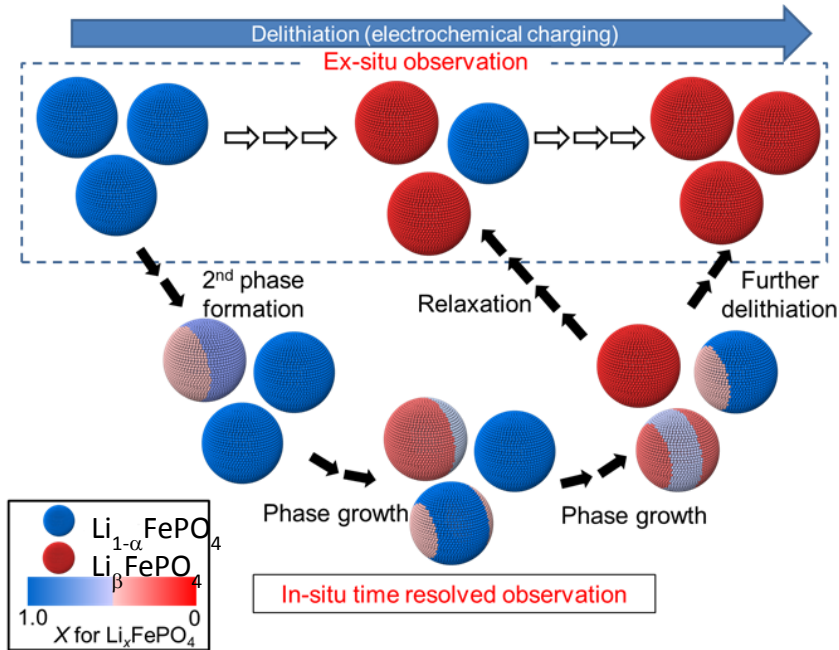 Delithiation (electrochemical charging)
Ex-situ observation
2nd phase
formation
Relaxation
Further
delithiation
Phase growth
Phase growth
In-situ time resolved observation
Li1-αFePO4
LiβFePO4
1.0
0
X for LixFePO4